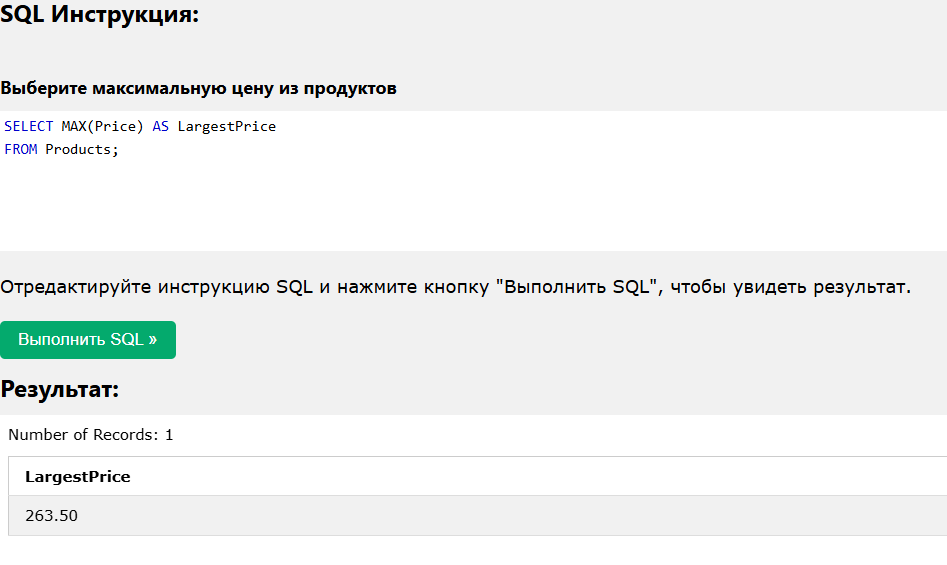 SQL Инструкция:
Выберите максимальную цену из продуктов
SELECT MAX(Price) AS LargestPrice
FROM Products;
Отредактируйте инструкцию SQL и нажмите кнопку "Выполнить SQL", чтобы увидеть результат.
Выполнить SQL »
Результат:
Number of Records: 1
LargestPrice
263.50